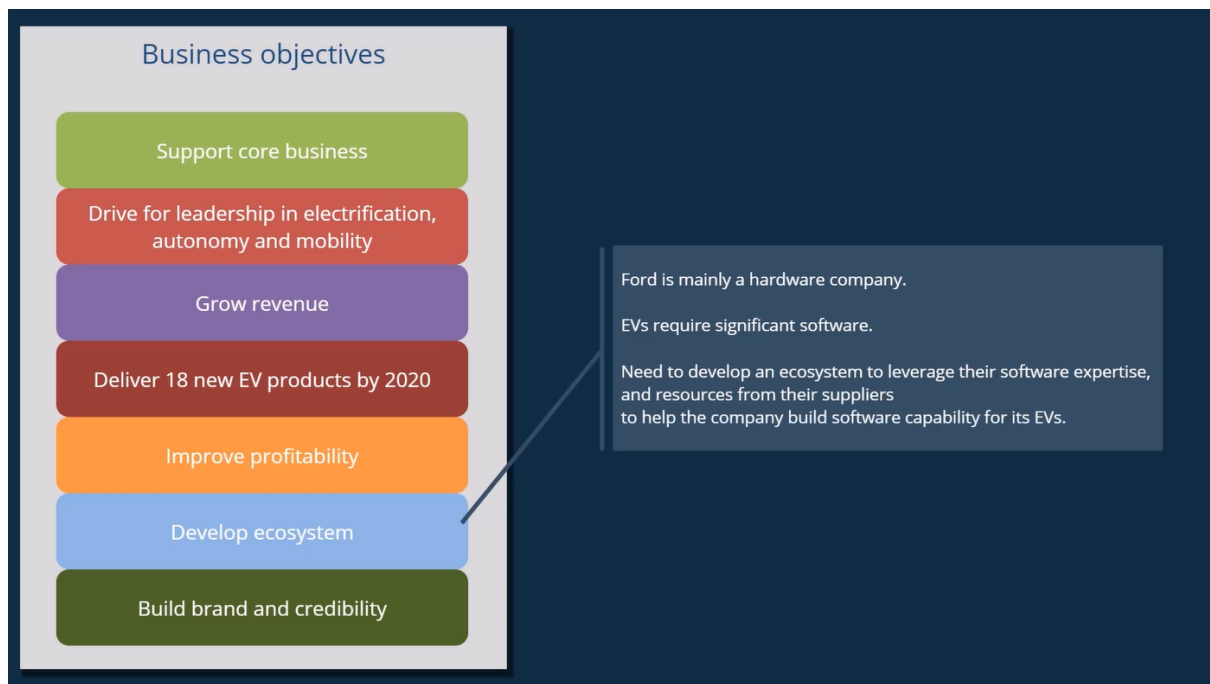 Business objectives
Support core business
Drive for leadership in electrification,
autonomy and mobility
Grow revenue
Deliver 18 new EV products by 2020
Improve profitability
Develop ecosystem
Build brand and credibility
Ford is mainly a hardware company.
EVs require significant software.
Need to develop an ecosystem to leverage their software expertise,
and resources from their suppliers
to help the company build software capability for its EVs.